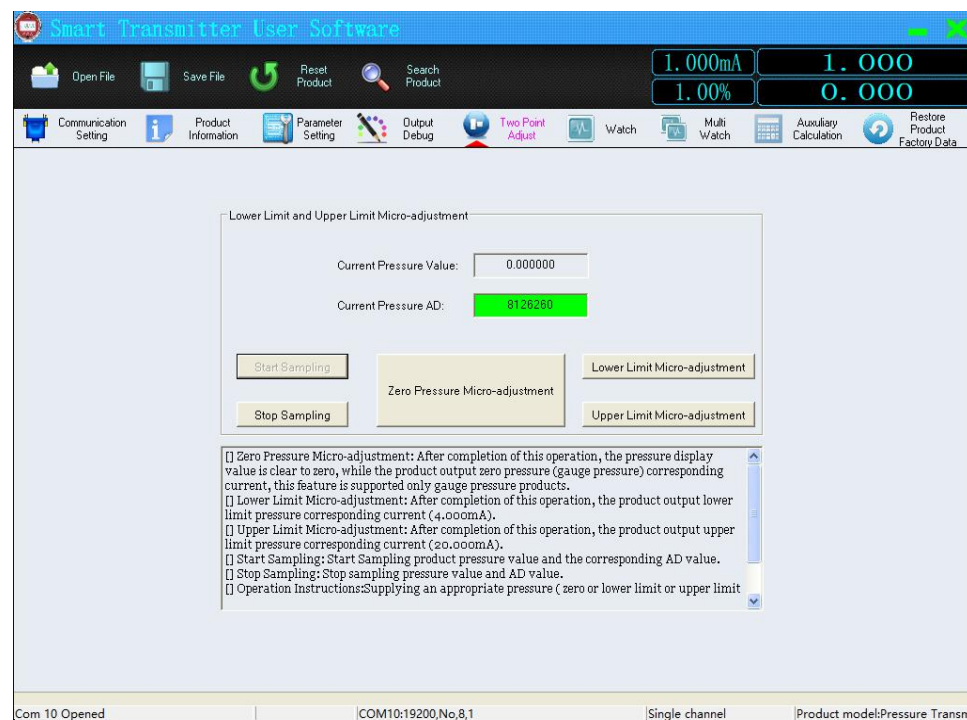 Smart Transmitter User Software
Open File
Save File
Reset
Product
Search
Product
1.000mA
1.000
1.00%
0.000
Communication
Setting
Product
Information
Parameter
Setting
Output
Debug
Two Point
Adjust
Watch
Multi
Watch
Auxuliary
Calculation
Restore
Product
Factory Data
Lower Limit and Upper Limit Micro-adjustment
Current Pressure Value:
0.000000
Current Pressure AD:
8126260
Start Sampling
Zero Pressure Micro-adjustment
Lower Limit Micro-adjustment
Stop Sampling
Upper Limit Micro-adjustment
[] Zero Pressure Micro-adjustment: After completion of this operation, the pressure display
value is clear to zero, while the product output zero pressure (gauge pressure) corresponding
current, this feature is supported only gauge pressure products.
[] Lower Limit Micro-adjustment: After completion of this operation, the product output lower
limit pressure corresponding current (4.000mA).
[] Upper Limit Micro-adjustment: After completion of this operation, the product output upper
limit pressure corresponding current (20.000mA).
[] Start Sampling: Start Sampling product pressure value and the corresponding AD value.
[] Stop Sampling: Stop sampling pressure value and AD value.
[] Operation Instructions:Supplying an appropriate pressure ( zero or lower limit or upper limit
Com 10 Opened
COM10:19200,No,8,1
Single channel
Product model:Pressure Transm